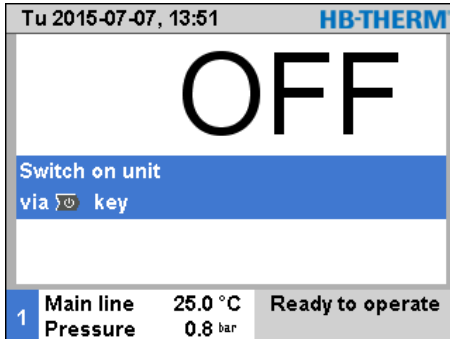 Tu 2015-07-07, 13:51 HB-THERM
OFF
Switch on unit
via key
1 Main line 25.0 °C Ready to operate
Pressure 0.8 bar